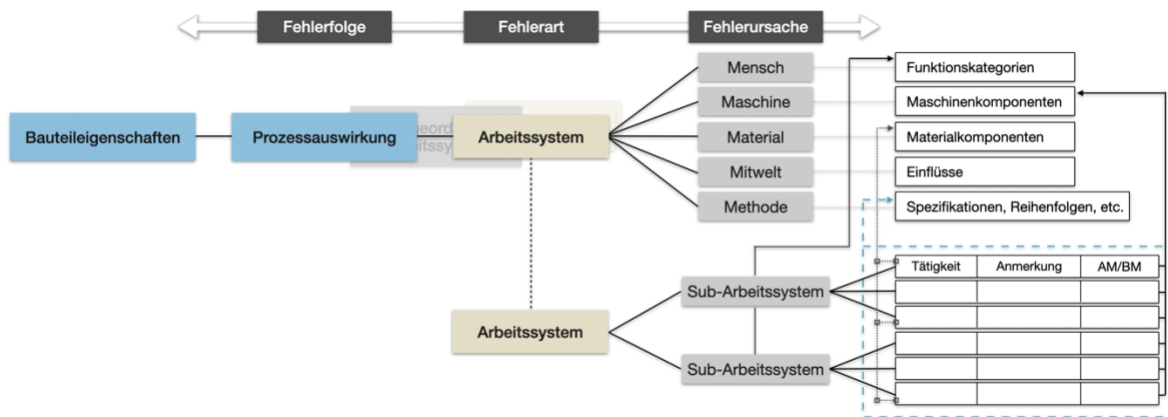 Fehlerfolge
Fehlerart
Fehlerursache
Mensch
Funktionskategorien
Maschine
Maschinenkomponenten
Bauteileigenschaften
Prozessauswirkung
Arbeitssystem
Material
Materialkomponenten
Mitwelt
Einflüsse
Methode
Spezifikationen, Reihenfolgen, etc.
Tätigkeit
Anmerkung
AM/BM
Sub-Arbeitssystem
Arbeitssystem
Sub-Arbeitssystem